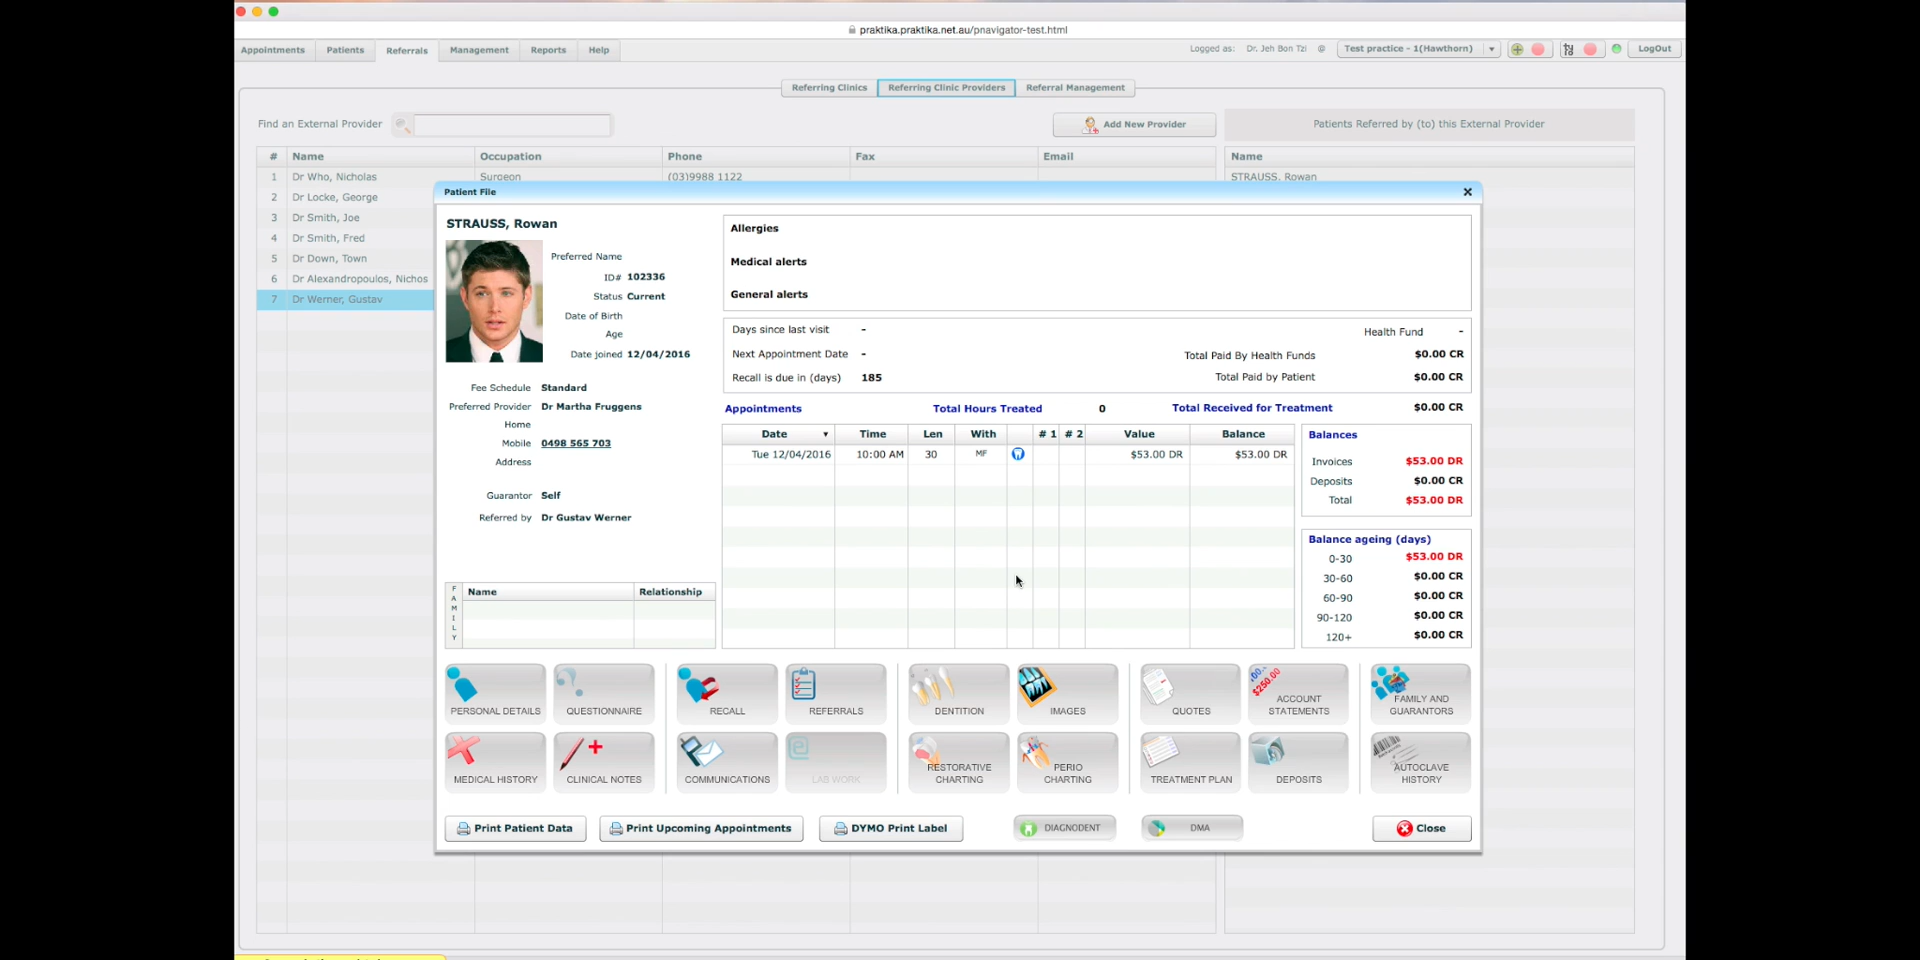 praktika.praktika.net.au/pnavigator-test.html
Appointments Patients Referrals Management Reports Help
Logged as: Dr. Jeh Bon Tzi @ Test practice - 1(Hawthorn) LogOut
Referring Clinics Referring Clinic Providers Referral Management
Find an External Provider Add New Provider Patients Referred by (to) this External Provider
# Name Occupation Phone Fax Email Name
1 Dr Who, Nicholas Surgeon (03)9988 1122 STRAUSS, Rowan
2 Dr Locke, George
3 Dr Smith, Joe
4 Dr Smith, Fred
5 Dr Down, Town
6 Dr Alexandropoulos, Nichos
7 Dr Werner, Gustav
Patient File
STRAUSS, Rowan
Preferred Name
ID# 102336
Status Current
Date of Birth
Age
Date joined 12/04/2016
Fee Schedule Standard
Preferred Provider Dr Martha Fruggens
Home
Mobile 0498 565 703
Address
Guarantor Self
Referred by Dr Gustav Werner
FAMILY Name Relationship
Allergies
Medical alerts
General alerts
Days since last visit - Health Fund -
Next Appointment Date - Total Paid By Health Funds $0.00 CR
Recall is due in (days) 185 Total Paid by Patient $0.00 CR
Appointments Total Hours Treated 0 Total Received for Treatment $0.00 CR
Date Time Len With # 1 # 2 Value Balance
Tue 12/04/2016 10:00 AM 30 MF $53.00 DR $53.00 DR
Balances
Invoices $53.00 DR
Deposits $0.00 CR
Total $53.00 DR
Balance ageing (days)
0-30 $53.00 DR
30-60 $0.00 CR
60-90 $0.00 CR
90-120 $0.00 CR
120+ $0.00 CR
PERSONAL DETAILS QUESTIONNAIRE RECALL REFERRALS DENTITION IMAGES QUOTES $250.00 ACCOUNT STATEMENTS FAMILY AND GUARANTORS
MEDICAL HISTORY CLINICAL NOTES COMMUNICATIONS LAB WORK RESTORATIVE CHARTING PERIO CHARTING TREATMENT PLAN DEPOSITS AUTOCLAVE HISTORY
Print Patient Data Print Upcoming Appointments DYMO Print Label DIAGNODENT DMA Close